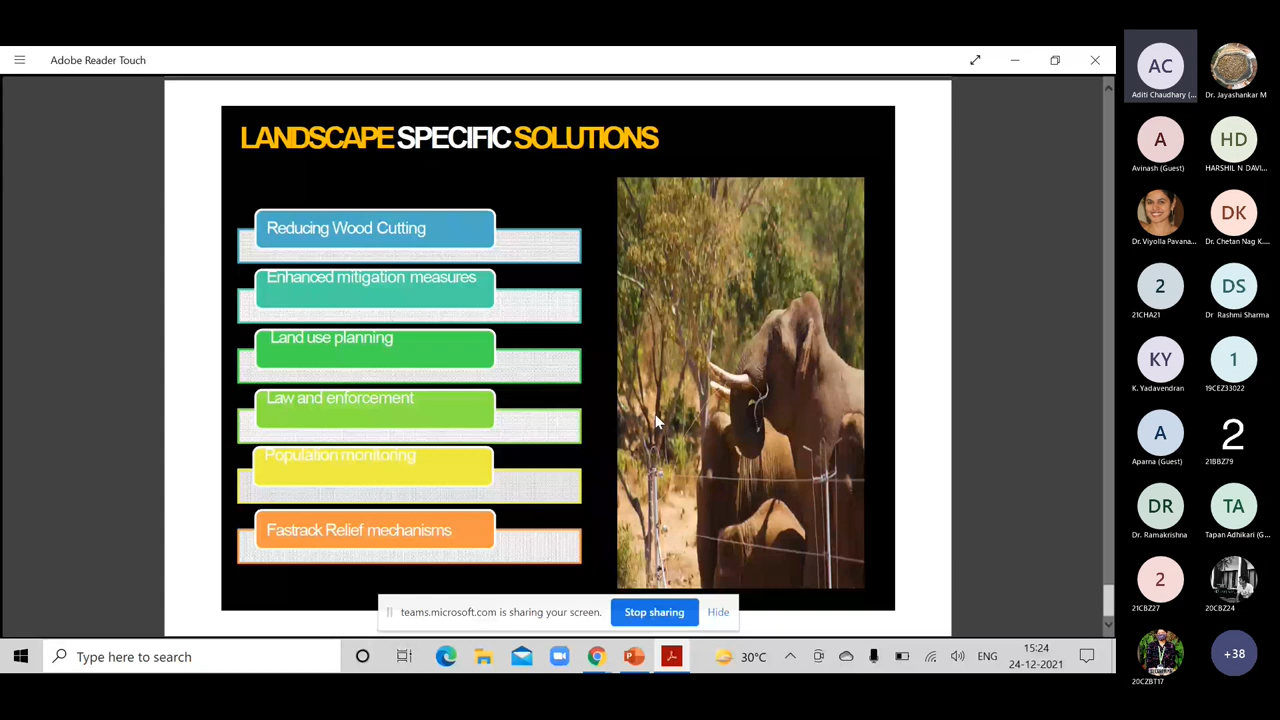 Adobe Reader Touch
LANDSCAPE SPECIFIC SOLUTIONS
Reducing Wood Cutting
Enhanced mitigation measures
Land use planning
Law and enforcement
Population monitoring
Fastrack Relief mechanisms
teams.microsoft.com is sharing your screen.
Stop sharing
Hide
Type here to search
30°C
ENG
15:24
24-12-2021
AC
Aditi Chaudhary (...
Dr. Jayashankar M
A
Avinash (Guest)
HD
HARSHIL N DAVI...
Dr. Viyolla Pavana...
DK
Dr. Chetan Nag K....
2
21CHA21
DS
Dr Rashmi Sharma
KY
K. Yadavendran
1
19CEZ33022
A
Aparna (Guest)
2
21BBZ79
DR
Dr. Ramakrishna
TA
Tapan Adhikari (G...
2
21CBZ27
20CBZ24
20CZBT17
+38